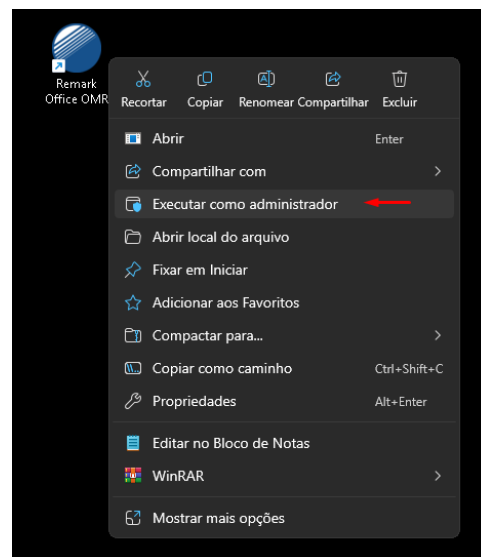 Remark
Office OMR
Recortar Copiar Renomear Compartilhar Excluir
Abrir Enter
Compartilhar com
Executar como administrador
Abrir local do arquivo
Fixar em Iniciar
Adicionar aos Favoritos
Compactar para...
Copiar como caminho Ctrl+Shift+C
Propriedades Alt+Enter
Editar no Bloco de Notas
WinRAR
Mostrar mais opções